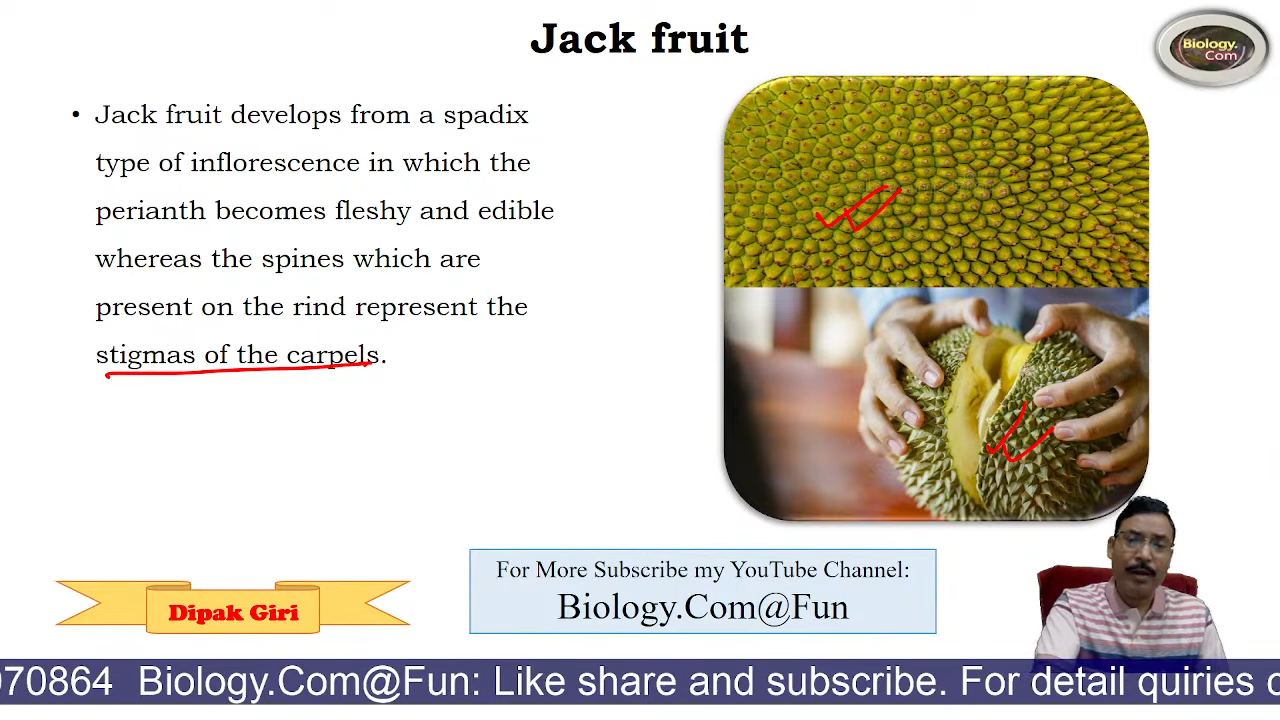 Jack fruit
Biology.
Com
• Jack fruit develops from a spadix
type of inflorescence in which the
perianth becomes fleshy and edible
whereas the spines which are
present on the rind represent the
stigmas of the carpels.
For More Subscribe my YouTube Channel:
Biology.Com@Fun
Dipak Giri
970864 Biology.Com@Fun: Like share and subscribe. For detail quiries c